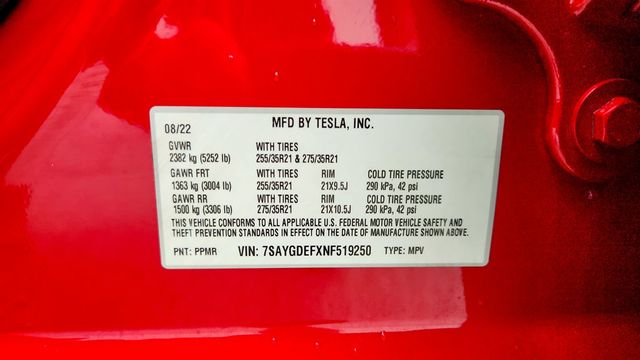 08/22 MFD BY TESLA, INC.
GVWR WITH TIRES
2382 kg (5252 lb) 255/35R21 & 275/35R21
GAWR FRT WITH TIRES RIM COLD TIRE PRESSURE
1363 kg (3004 lb) 255/35R21 21X9.5J 290 kPa, 42 psi
GAWR RR WITH TIRES RIM COLD TIRE PRESSURE
1500 kg (3306 lb) 275/35R21 21X10.5J 290 kPa, 42 psi
THIS VEHICLE CONFORMS TO ALL APPLICABLE U.S. FEDERAL MOTOR VEHICLE SAFETY AND
THEFT PREVENTION STANDARDS IN EFFECT ON THE DATE OF MANUFACTURE SHOWN ABOVE.
PNT: PPMR VIN: 7SAYGDEFXNF519250 TYPE: MPV